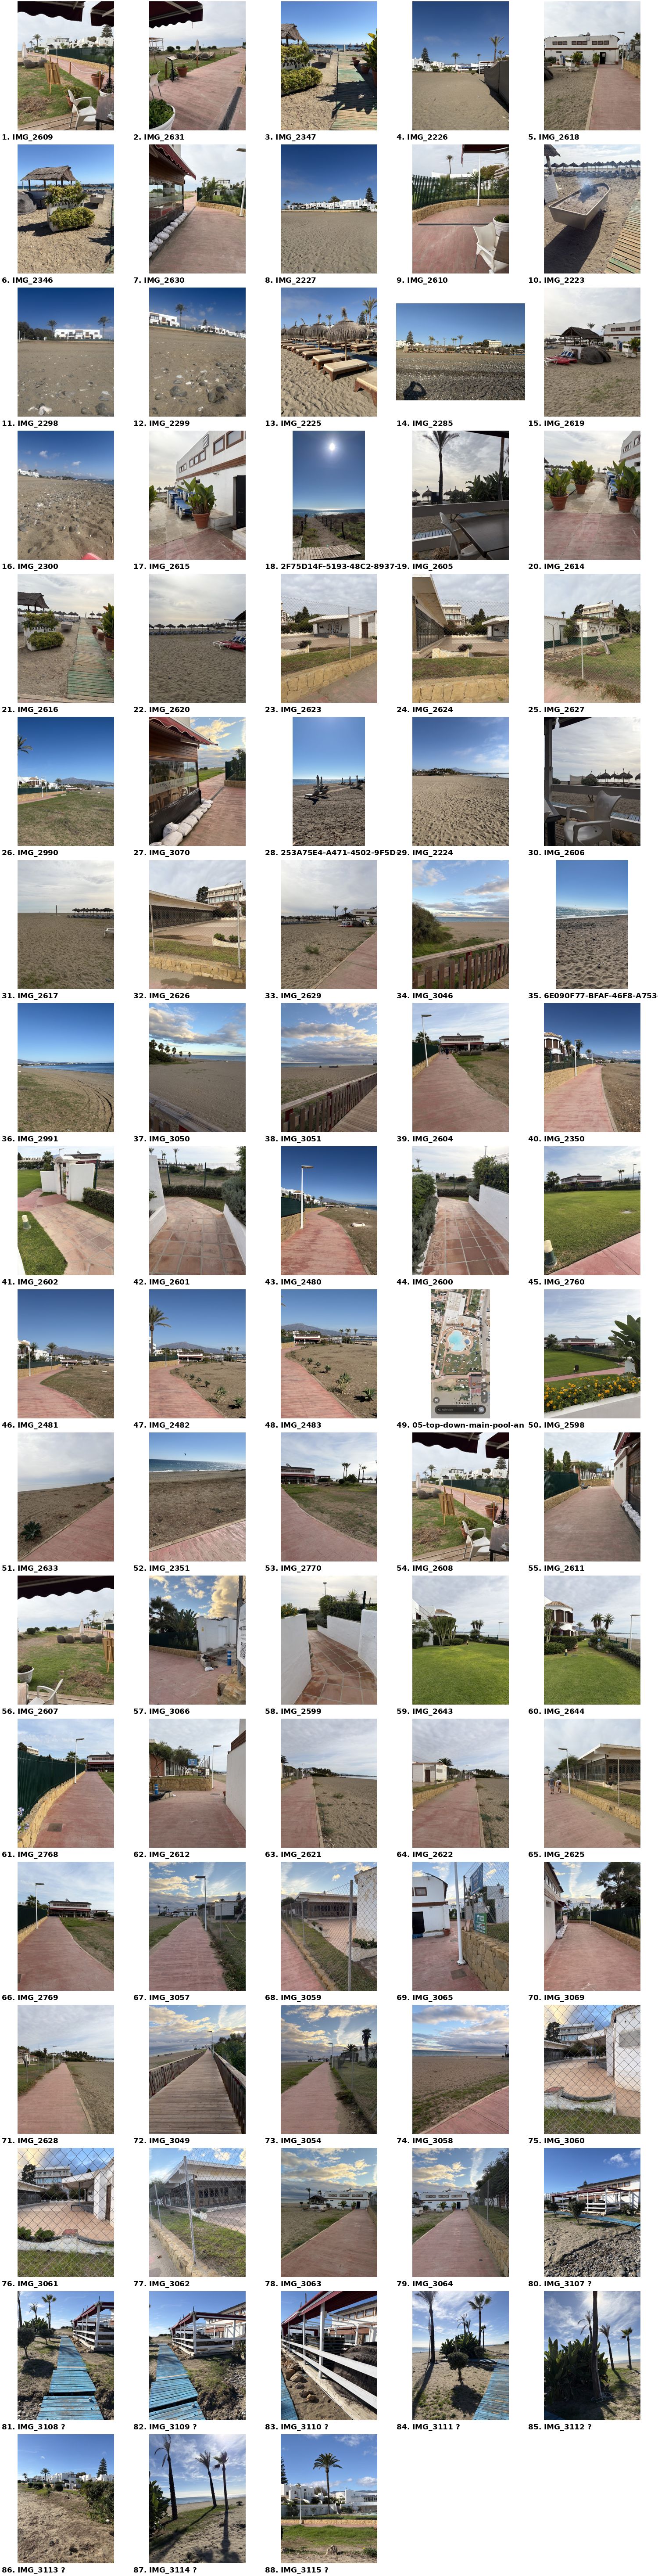 1. IMG_2609
2. IMG_2631
3. IMG_2347
4. IMG_2226
5. IMG_2618
6. IMG_2346
7. IMG_2630
8. IMG_2227
9. IMG_2610
10. IMG_2223
11. IMG_2298
12. IMG_2299
13. IMG_2225
14. IMG_2285
15. IMG_2619
16. IMG_2300
17. IMG_2615
18. 2F75D14F-5193-48C2-8937-
19. IMG_2605
20. IMG_2614
21. IMG_2616
22. IMG_2620
23. IMG_2623
24. IMG_2624
25. IMG_2627
26. IMG_2990
27. IMG_3070
28. 253A75E4-A471-4502-9F5D-
29. IMG_2224
30. IMG_2606
31. IMG_2617
32. IMG_2626
33. IMG_2629
34. IMG_3046
35. 6E090F77-BFAF-46F8-A753-
36. IMG_2991
37. IMG_3050
38. IMG_3051
39. IMG_2604
40. IMG_2350
41. IMG_2602
42. IMG_2601
43. IMG_2480
44. IMG_2600
45. IMG_2760
46. IMG_2481
47. IMG_2482
48. IMG_2483
49. 05-top-down-main-pool-an
50. IMG_2598
51. IMG_2633
52. IMG_2351
53. IMG_2770
54. IMG_2608
55. IMG_2611
56. IMG_2607
57. IMG_3066
58. IMG_2599
59. IMG_2643
60. IMG_2644
61. IMG_2768
62. IMG_2612
63. IMG_2621
64. IMG_2622
65. IMG_2625
66. IMG_2769
67. IMG_3057
68. IMG_3059
69. IMG_3065
70. IMG_3069
71. IMG_2628
72. IMG_3049
73. IMG_3054
74. IMG_3058
75. IMG_3060
76. IMG_3061
77. IMG_3062
78. IMG_3063
79. IMG_3064
80. IMG_3107 ?
81. IMG_3108 ?
82. IMG_3109 ?
83. IMG_3110 ?
84. IMG_3111 ?
85. IMG_3112 ?
86. IMG_3113 ?
87. IMG_3114 ?
88. IMG_3115 ?